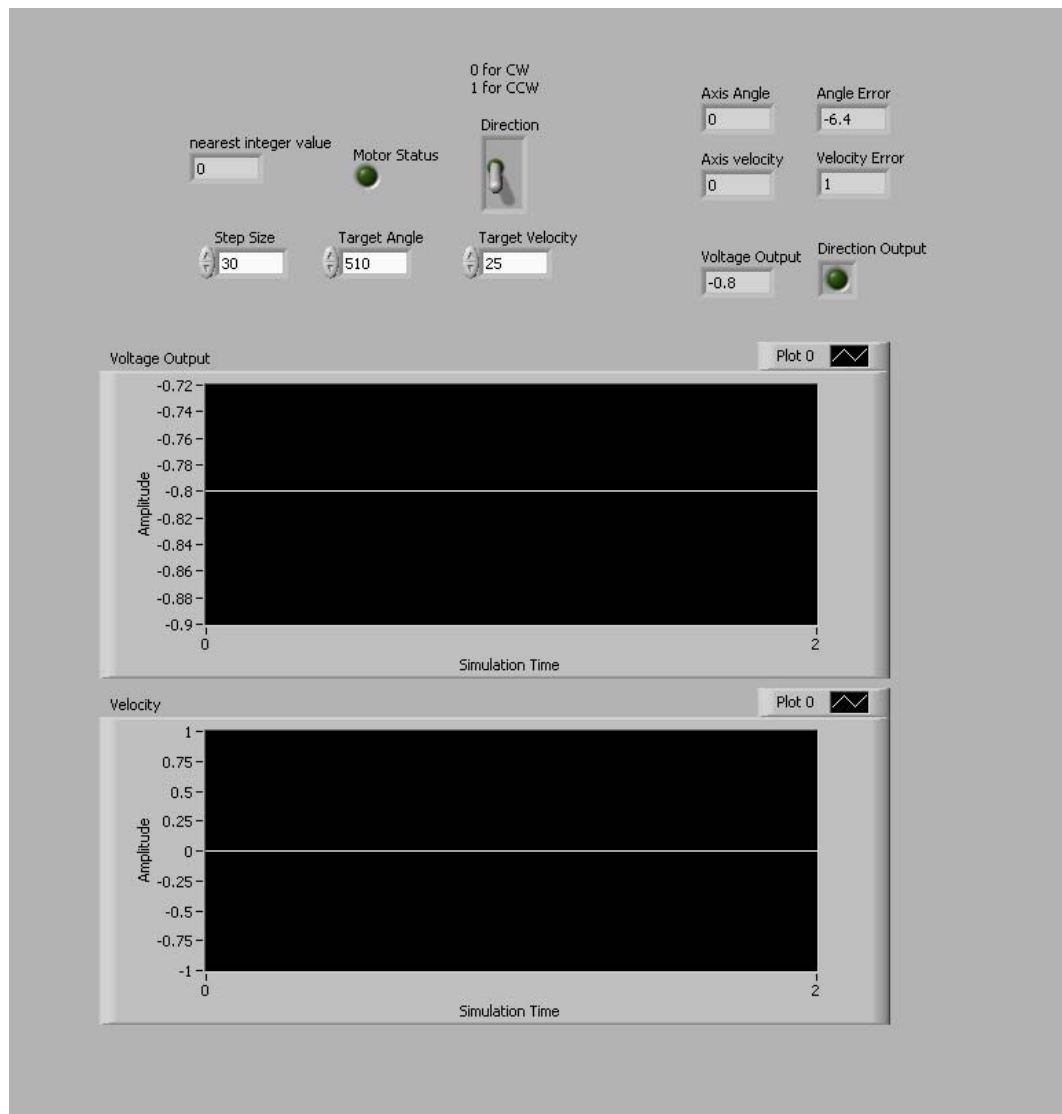 0 for CW
1 for CCW
Direction
nearest integer value
0
Motor Status
Axis Angle
0
Angle Error
-6.4
Axis velocity
0
Velocity Error
1
Step Size
30
Target Angle
510
Target Velocity
25
Voltage Output
-0.8
Direction Output
Voltage Output
Plot 0
-0.72
-0.74
-0.76
-0.78
-0.8
-0.82
-0.84
-0.86
-0.88
-0.9
Amplitude
0
2
Simulation Time
Velocity
Plot 0
1
0.75
0.5
0.25
0
-0.25
-0.5
-0.75
-1
Amplitude
0
2
Simulation Time